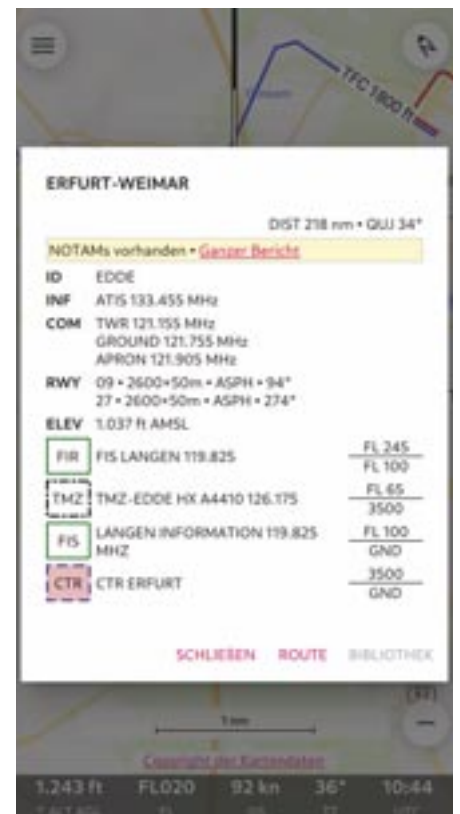 TFC 1800 ft
ERFURT-WEIMAR
DIST 218 nm • QUJ 34°
NOTAMs vorhanden • Ganzer Bericht
ID EDDE
INF ATIS 133.455 MHz
COM TWR 121.155 MHz
GROUND 121.755 MHz
APRON 121.905 MHz
RWY 09 • 2600×50m • ASPH • 94°
27 • 2600×50m • ASPH • 274°
ELEV 1.037 ft AMSL
FIR FIS LANGEN 119.825 FL 245
FL 100
TMZ TMZ-EDDE HX A4410 126.175 FL 65
3500
FIS LANGEN INFORMATION 119.825 MHZ FL 100
GND
CTR CTR ERFURT 3500
GND
SCHLIEßEN ROUTE BIBLIOTHEK
1 nm
Copyright der Kartendaten
1.243 ft FL020 92 kn 36° 10:44